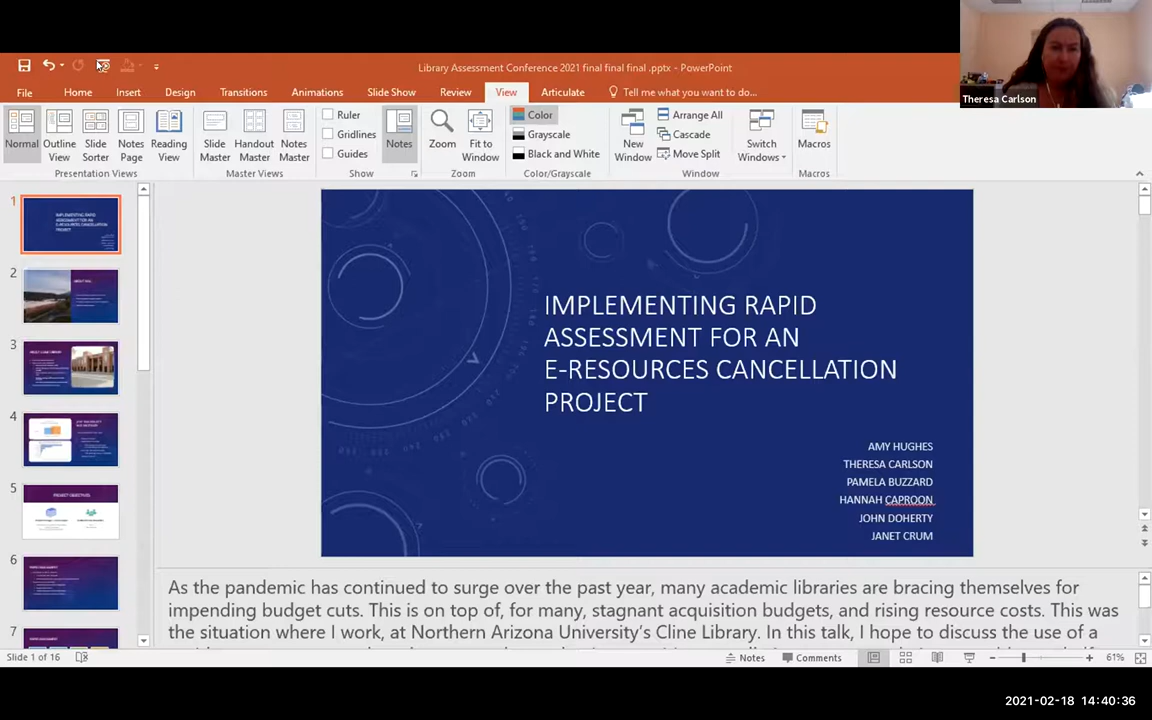 Theresa Carlson
Library Assessment Conference 2021 final final final .pptx - PowerPoint
File Home Insert Design Transitions Animations Slide Show Review View Articulate Tell me what you want to do...
Normal Outline View Slide Sorter Notes Page Reading View
Presentation Views
Slide Master Handout Master Notes Master
Master Views
Ruler
Gridlines
Guides
Show
Notes
Zoom Fit to Window
Zoom
Color
Grayscale
Black and White
Color/Grayscale
New Window
Arrange All
Cascade
Move Split
Switch Windows
Window
Macros
Macros
1
2
3
4
5
6
7
IMPLEMENTING RAPID
ASSESSMENT FOR AN
E-RESOURCES CANCELLATION
PROJECT
AMY HUGHES
THERESA CARLSON
PAMELA BUZZARD
HANNAH CAPROON
JOHN DOHERTY
JANET CRUM
As the pandemic has continued to surge over the past year, many academic libraries are bracing themselves for
impending budget cuts. This is on top of, for many, stagnant acquisition budgets, and rising resource costs. This was
the situation where I work, at Northern Arizona University's Cline Library. In this talk, I hope to discuss the use of a
Slide 1 of 16 Notes Comments 61%
2021-02-18 14:40:36